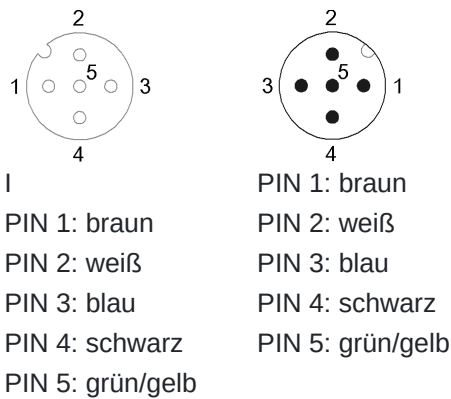 2
1 5 3
4
I
PIN 1: braun
PIN 2: weiß
PIN 3: blau
PIN 4: schwarz
PIN 5: grün/gelb
2
3 5 1
4
PIN 1: braun
PIN 2: weiß
PIN 3: blau
PIN 4: schwarz
PIN 5: grün/gelb